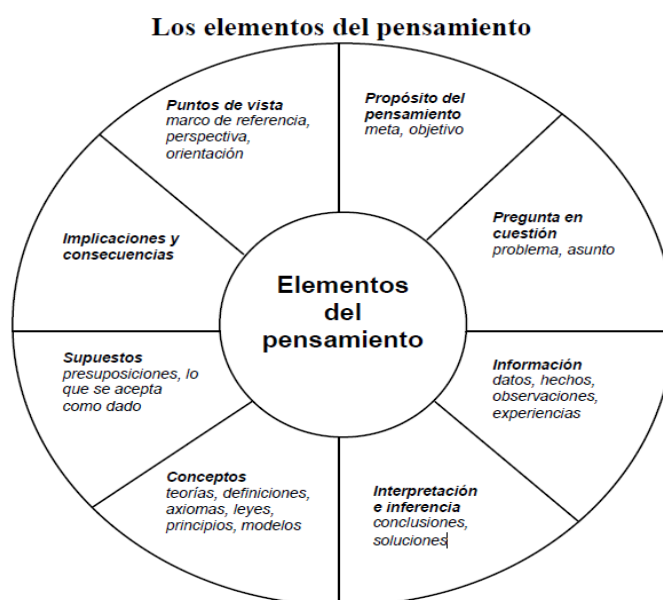 Los elementos del pensamiento
Propósito del
pensamiento
meta, objetivo
Pregunta en
cuestión
problema, asunto
Información
datos, hechos,
observaciones,
experiencias
Interpretación
e inferencia
conclusiones,
soluciones
Conceptos
teorías, definiciones,
axiomas, leyes,
principios, modelos
Supuestos
presuposiciones, lo
que se acepta
como dado
Implicaciones y
consecuencias
Puntos de vista
marco de referencia,
perspectiva,
orientación
Elementos
del
pensamiento